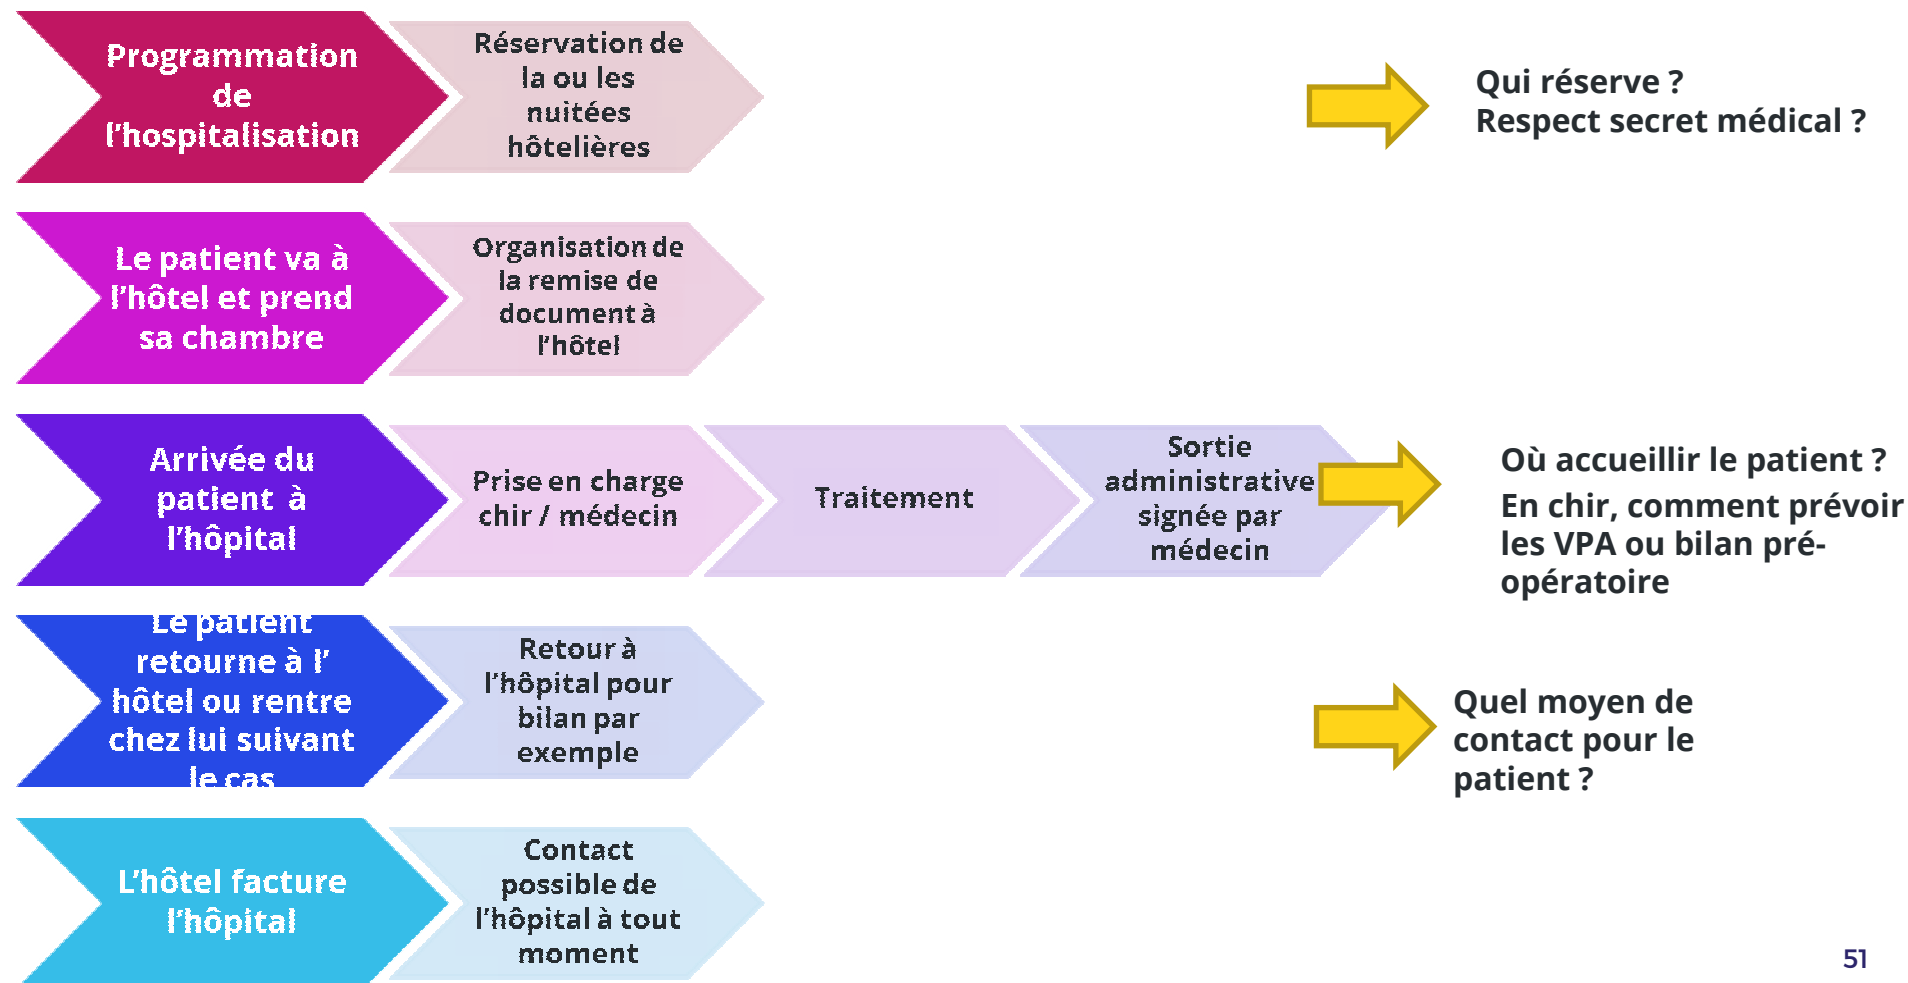 Programmation
de
l'hospitalisation
Réservation de
la ou les
nuitées
hôtelières
Qui réserve ?
Respect secret médical ?
Le patient va à
l'hôtel et prend
sa chambre
Organisation de
la remise de
document à
l'hôtel
Arrivée du
patient à
l'hôpital
Prise en charge
chir / médecin
Traitement
Sortie
administrative
signée par
médecin
Où accueillir le patient ?
En chir, comment prévoir
les VPA ou bilan pré-
opératoire
Le patient
retourne à l'
hôtel ou rentre
chez lui suivant
le cas
Retour à
l'hôpital pour
bilan par
exemple
Quel moyen de
contact pour le
patient ?
L'hôtel facture
l'hôpital
Contact
possible de
l'hôpital à tout
moment
51